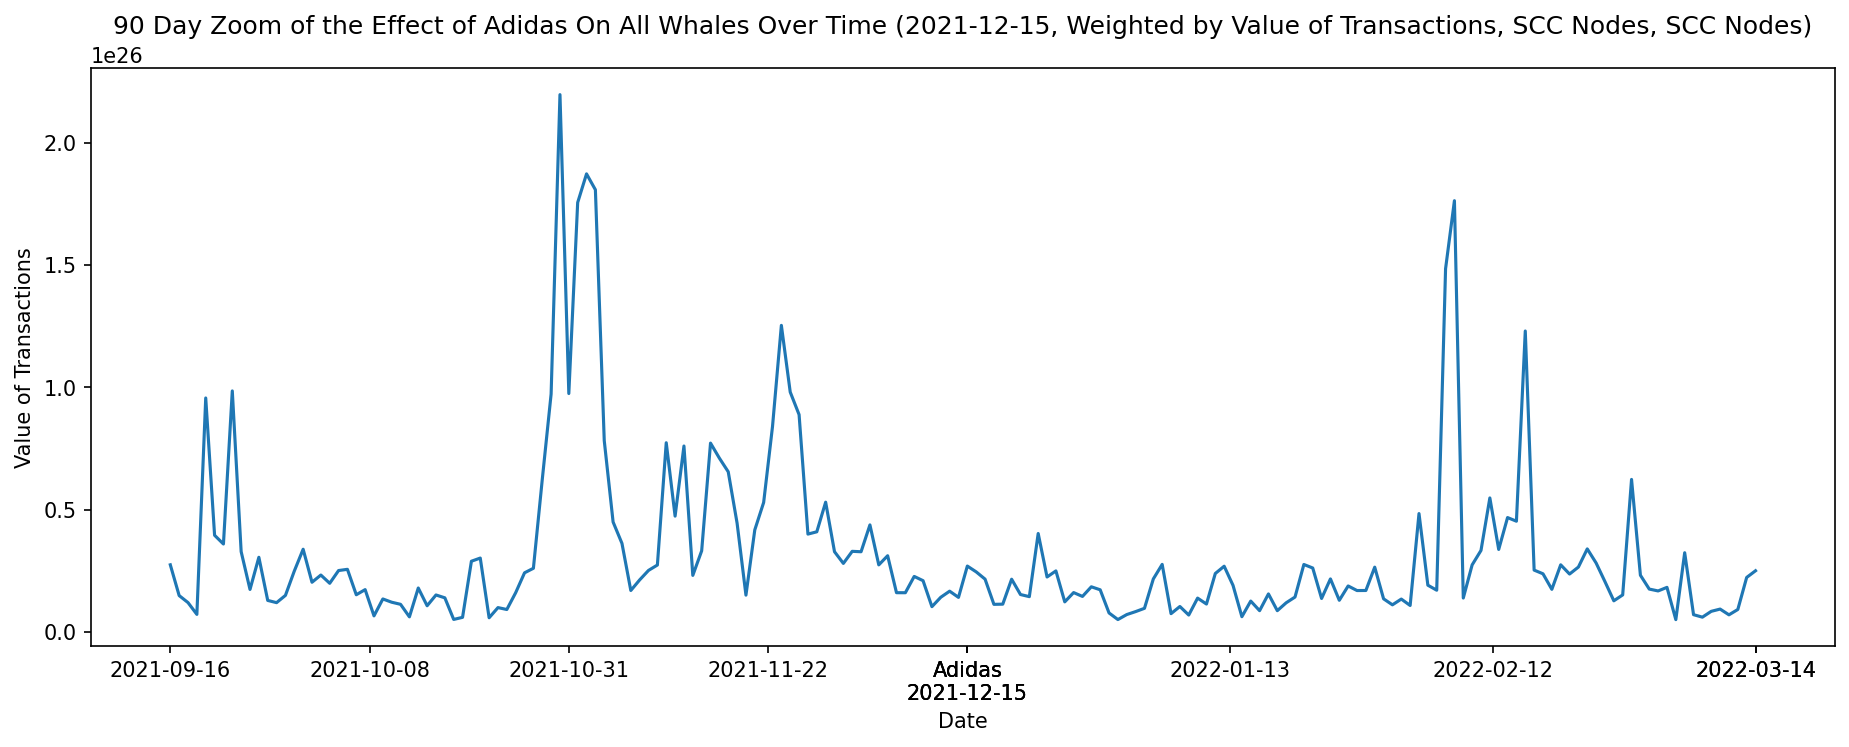 90 Day Zoom of the Effect of Adidas On All Whales Over Time (2021-12-15, Weighted by Value of Transactions, SCC Nodes, SCC Nodes)
1e26
2.0
1.5
1.0
0.5
0.0
Value of Transactions
2021-09-16 2021-10-08 2021-10-31 2021-11-22 Adidas 2022-01-13 2022-02-12 2022-03-14
2021-12-15
Date